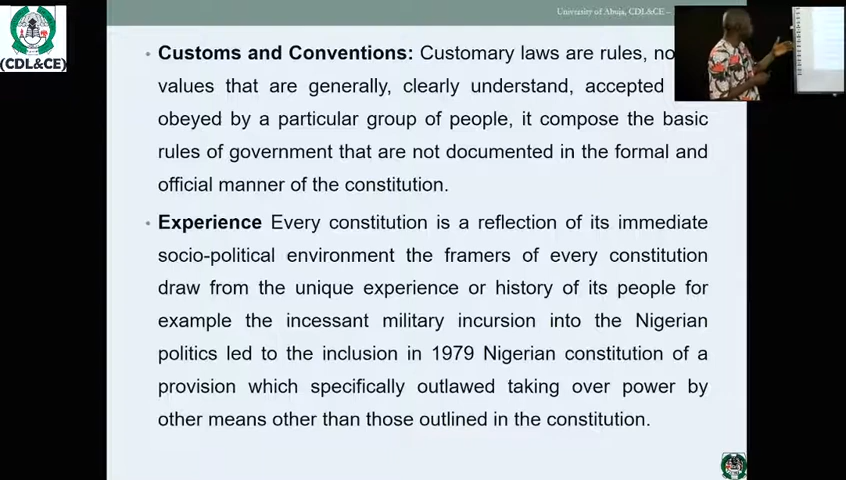 University of Abuja, CDL&CE –
(CDL&CE)
• Customs and Conventions: Customary laws are rules,
values that are generally, clearly understand, accepted
obeyed by a particular group of people, it compose the basic
rules of government that are not documented in the formal and
official manner of the constitution.
• Experience Every constitution is a reflection of its immediate
socio-political environment the framers of every constitution
draw from the unique experience or history of its people for
example the incessant military incursion into the Nigerian
politics led to the inclusion in 1979 Nigerian constitution of a
provision which specifically outlawed taking over power by
other means other than those outlined in the constitution.